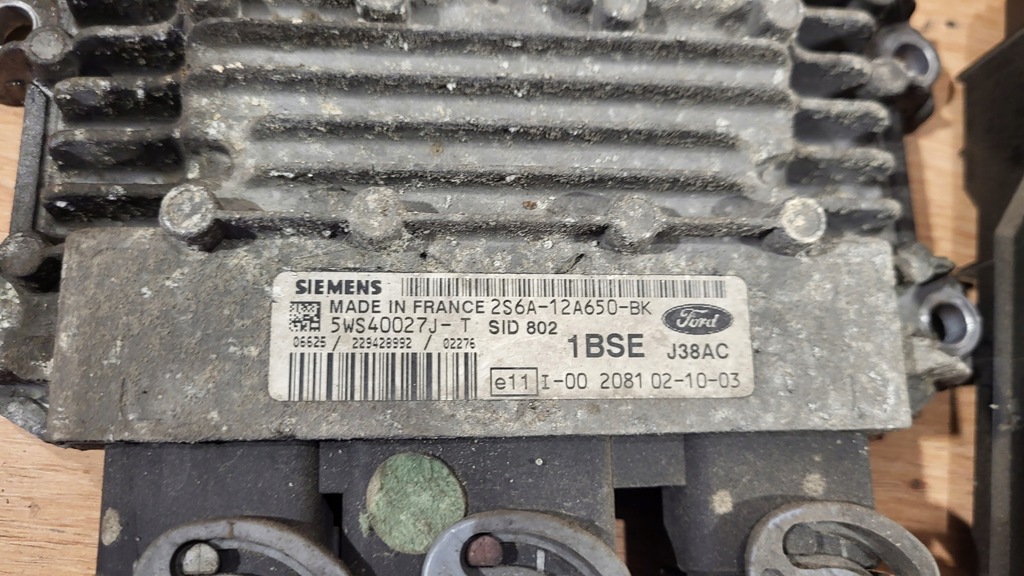 SIEMENS
MADE IN FRANCE 2S6A-12A650-BK
5WS40027J-T SID 802
Ford
06625 / 229428992 / 02276
1BSE J38AC
e11 I-00 2081 02-10-03